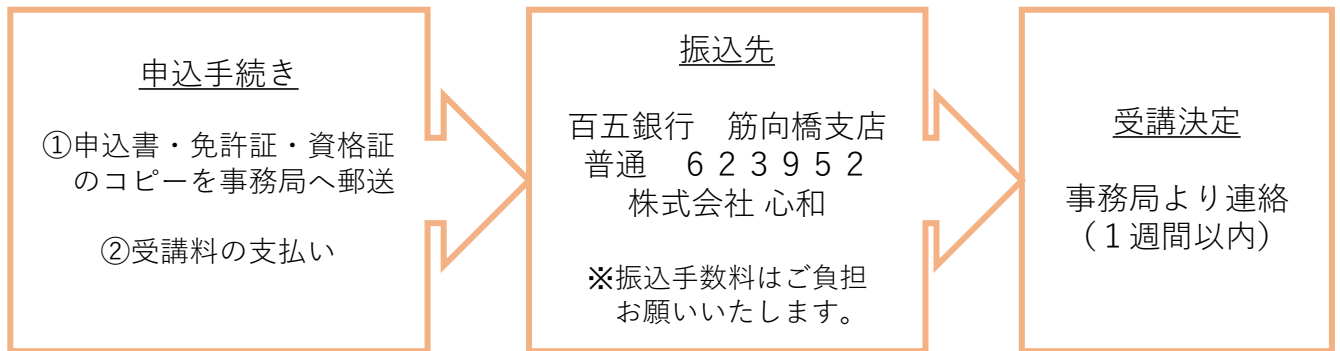 申込手続き
①申込書・免許証・資格証
のコピーを事務局へ郵送
②受講料の支払い
振込先
百五銀行　筋向橋支店
普通　６２３９５２
株式会社 心和
※振込手数料はご負担
お願いいたします。
受講決定
事務局より連絡
（１週間以内）